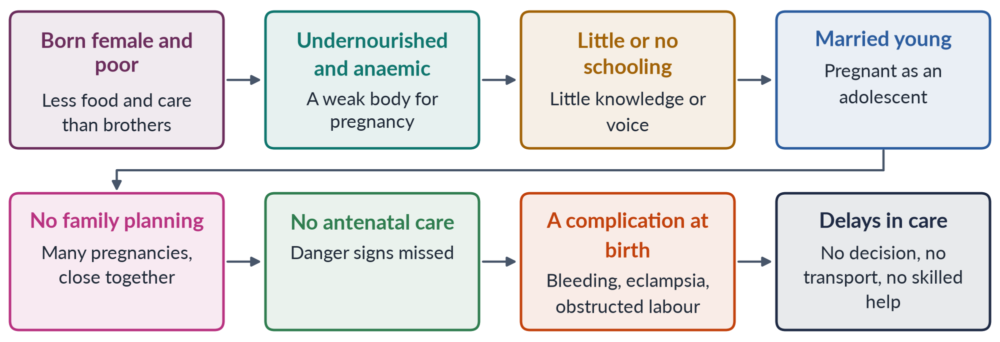 Born female and
poor
Less food and care
than brothers
Undernourished
and anaemic
A weak body for
pregnancy
Little or no
schooling
Little knowledge or
voice
Married young
Pregnant as an
adolescent
No family planning
Many pregnancies,
close together
No antenatal care
Danger signs missed
A complication at
birth
Bleeding, eclampsia,
obstructed labour
Delays in care
No decision, no
transport, no skilled
help